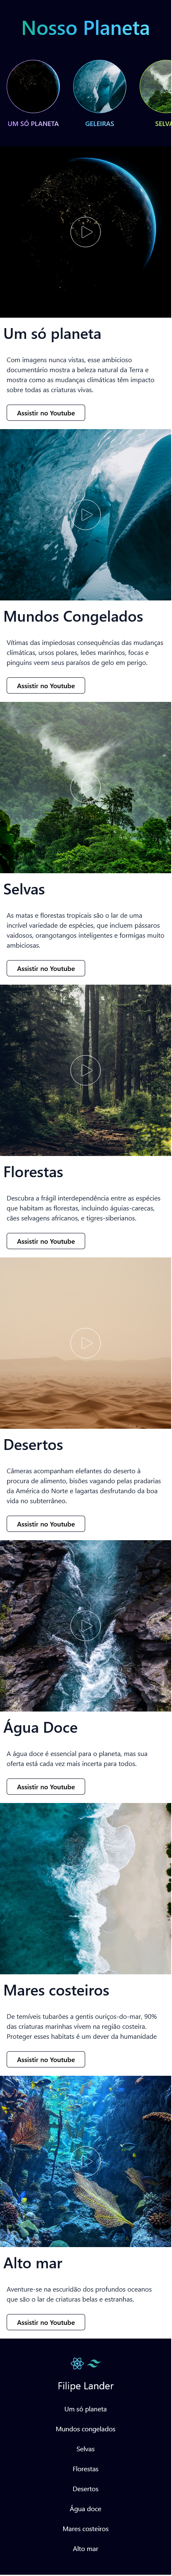 Nosso Planeta
UM SÓ PLANETA
GELEIRAS
SELVA
Um só planeta
Com imagens nunca vistas, esse ambicioso
documentário mostra a beleza natural da Terra e
mostra como as mudanças climáticas têm impacto
sobre todas as criaturas vivas.
Assistir no Youtube
Mundos Congelados
Vítimas das impiedosas consequências das mudanças
climáticas, ursos polares, leões marinhos, focas e
pinguins veem seus paraísos de gelo em perigo.
Assistir no Youtube
Selvas
As matas e florestas tropicais são o lar de uma
incrível variedade de espécies, que incluem pássaros
vaidosos, orangotangos inteligentes e formigas muito
ambiciosas.
Assistir no Youtube
Florestas
Descubra a frágil interdependência entre as espécies
que habitam as florestas, incluindo águias-carecas,
cães selvagens africanos, e tigres-siberianos.
Assistir no Youtube
Desertos
Câmeras acompanham elefantes do deserto à
procura de alimento, bisões vagando pelas pradarias
da América do Norte e lagartas desfrutando da boa
vida no subterrâneo.
Assistir no Youtube
Água Doce
A água doce é essencial para o planeta, mas sua
oferta está cada vez mais incerta para todos.
Assistir no Youtube
Mares costeiros
De temíveis tubarões a gentis ouriços-do-mar, 90%
das criaturas marinhas vivem na região costeira.
Proteger esses habitats é um dever da humanidade
Assistir no Youtube
Alto mar
Aventure-se na escuridão dos profundos oceanos
que são o lar de criaturas belas e estranhas.
Assistir no Youtube
Filipe Lander
Um só planeta
Mundos congelados
Selvas
Florestas
Desertos
Água doce
Mares costeiros
Alto mar